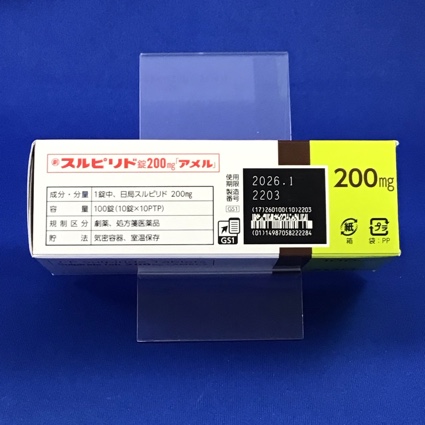 スルピリド錠200mg「アメル」
成分・分量 1錠中、日局スルピリド 200mg
容量 100錠(10錠×10PTP)
規制区分 劇薬、処方箋医薬品
貯法 気密容器、室温保存
使用期限
製造番号
GS1
GS1
2026.1
2203
(17)260100(10)2203
(01)14987058222284
200mg
紙
箱
プラ
袋:PP